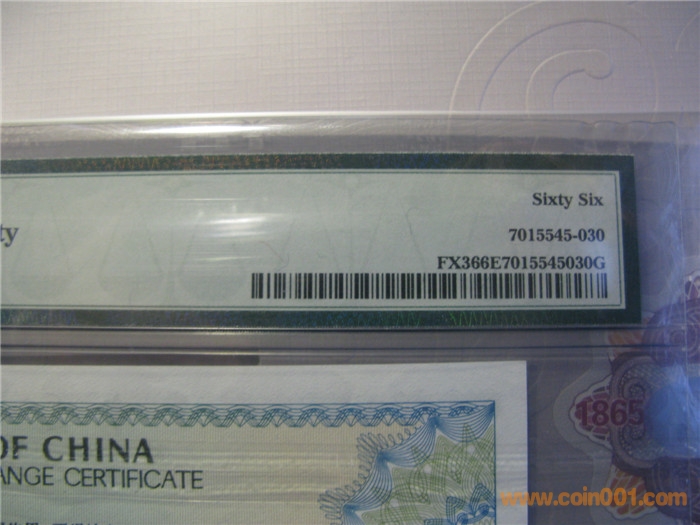 Sixty Six
ty
7015545-030
FX366E7015545030G
1865
OF CHINA
ANGE CERTIFICATE
www.coin001.com